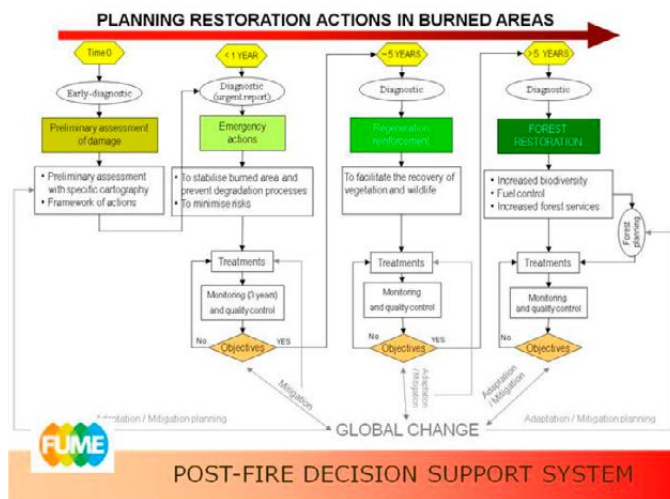 PLANNING RESTORATION ACTIONS IN BURNED AREAS
Time 0
< 1 YEAR
~5 YEARS
> 5 YEARS
Early-diagnostic
Diagnostic
(urgent report)
Diagnostic
Diagnostic
Preliminary assessment
of damage
Emergency
actions
Regeneration
reinforcement
FOREST
RESTORATION
• Preliminary assessment
with specific cartography
• Framework of actions
• To stabilise burned area and
prevent degradation processes
• To minimise risks
To facilitate the recovery of
vegetation and wildlife
• Increased biodiversity
• Fuel control
• Increased forest services
Forest
planning
Treatments
Treatments
Treatments
Monitoring (3 years) and
quality control
Monitoring
and quality control
Monitoring
and quality control
No
Objectives
YES
No
Objectives
YES
No
Objectives
Mitigation
Adaptation /
Mitigation
Adaptation
/ Mitigation
Adaptation / Mitigation planning
GLOBAL CHANGE
Adaptation / Mitigation planning
FUME
POST-FIRE DECISION SUPPORT SYSTEM